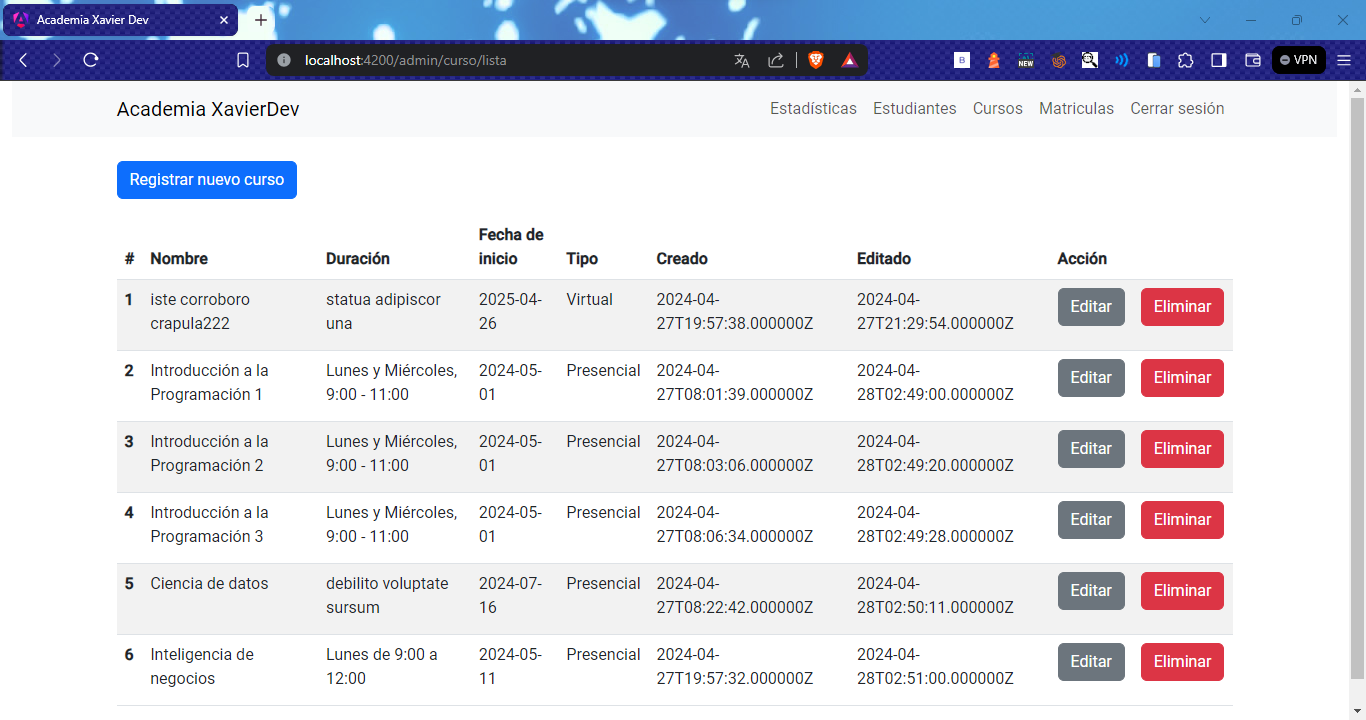 Academia Xavier Dev
localhost:4200/admin/curso/lista
NEW
VPN
Academia XavierDev
Estadísticas Estudiantes Cursos Matriculas Cerrar sesión
Registrar nuevo curso
# Nombre Duración Fecha de inicio Tipo Creado Editado Acción
1 iste corroboro statua adipiscor 2025-04- Virtual 2024-04- 2024-04- Editar Eliminar
crapula222 una 26 27T19:57:38.000000Z 27T21:29:54.000000Z
2 Introducción a la Lunes y Miércoles, 2024-05- Presencial 2024-04- 2024-04- Editar Eliminar
Programación 1 9:00 - 11:00 01 27T08:01:39.000000Z 28T02:49:00.000000Z
3 Introducción a la Lunes y Miércoles, 2024-05- Presencial 2024-04- 2024-04- Editar Eliminar
Programación 2 9:00 - 11:00 01 27T08:03:06.000000Z 28T02:49:20.000000Z
4 Introducción a la Lunes y Miércoles, 2024-05- Presencial 2024-04- 2024-04- Editar Eliminar
Programación 3 9:00 - 11:00 01 27T08:06:34.000000Z 28T02:49:28.000000Z
5 Ciencia de datos debilito voluptate 2024-07- Presencial 2024-04- 2024-04- Editar Eliminar
sursum 16 27T08:22:42.000000Z 28T02:50:11.000000Z
6 Inteligencia de Lunes de 9:00 a 2024-05- Presencial 2024-04- 2024-04- Editar Eliminar
negocios 12:00 11 27T19:57:32.000000Z 28T02:51:00.000000Z